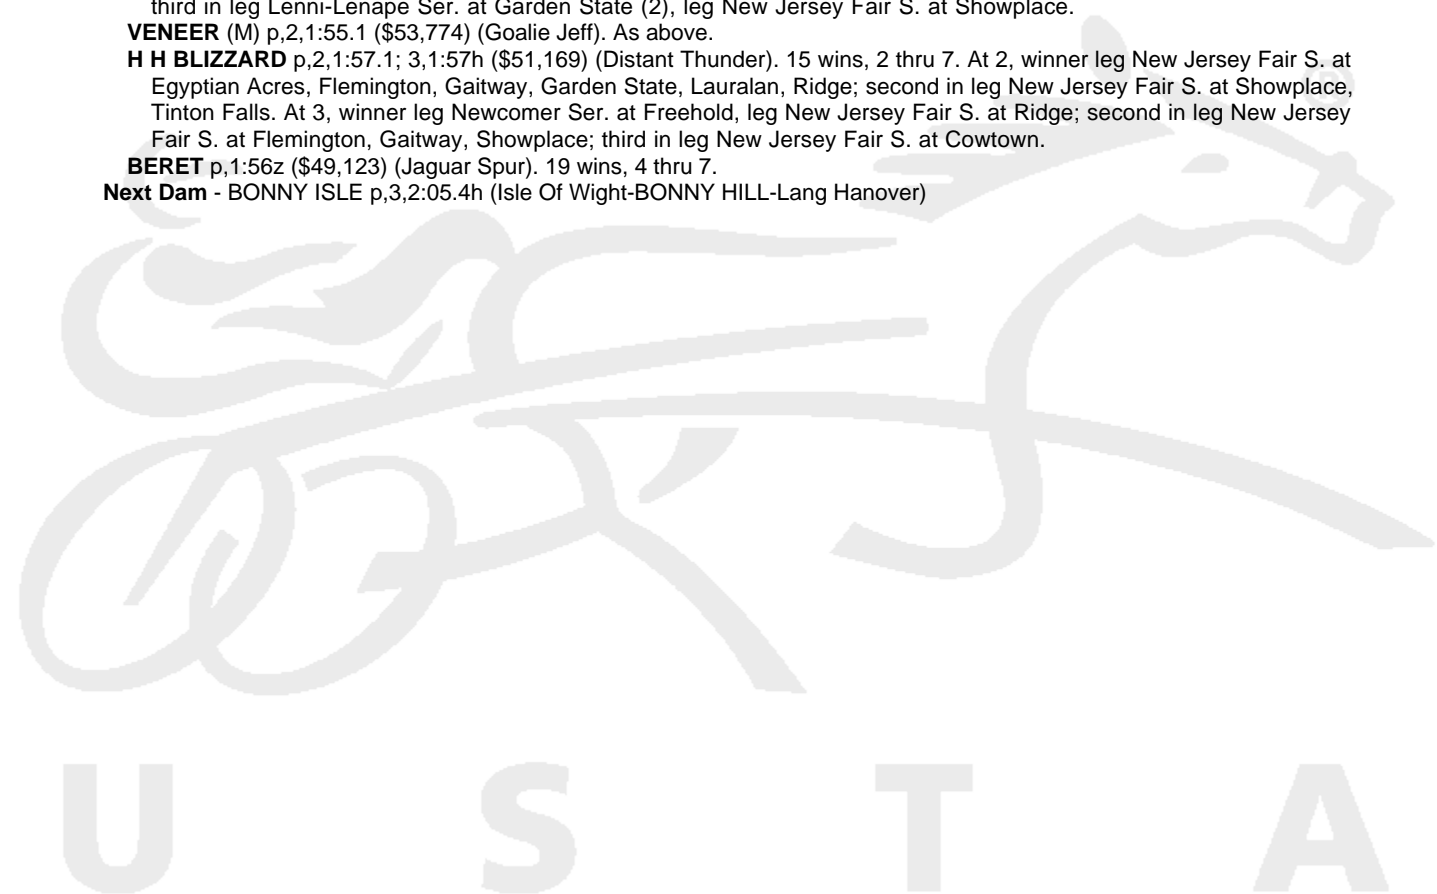 third in leg Lenni-Lenape Ser. at Garden State (2), leg New Jersey Fair S. at Showplace.
VENEER (M) p,2,1:55.1 ($53,774) (Goalie Jeff). As above.
H H BLIZZARD p,2,1:57.1; 3,1:57h ($51,169) (Distant Thunder). 15 wins, 2 thru 7. At 2, winner leg New Jersey Fair S. at
Egyptian Acres, Flemington, Gaitway, Garden State, Lauralan, Ridge; second in leg New Jersey Fair S. at Showplace,
Tinton Falls. At 3, winner leg Newcomer Ser. at Freehold, leg New Jersey Fair S. at Ridge; second in leg New Jersey
Fair S. at Flemington, Gaitway, Showplace; third in leg New Jersey Fair S. at Cowtown.
BERET p,1:56z ($49,123) (Jaguar Spur). 19 wins, 4 thru 7.
Next Dam - BONNY ISLE p,3,2:05.4h (Isle Of Wight-BONNY HILL-Lang Hanover)
®
U S T A